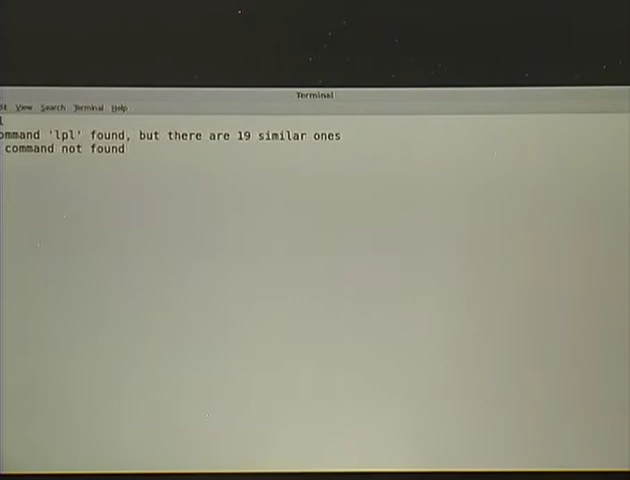 Terminal
View Search Terminal Help
l
ommand 'lpl' found, but there are 19 similar ones
command not found